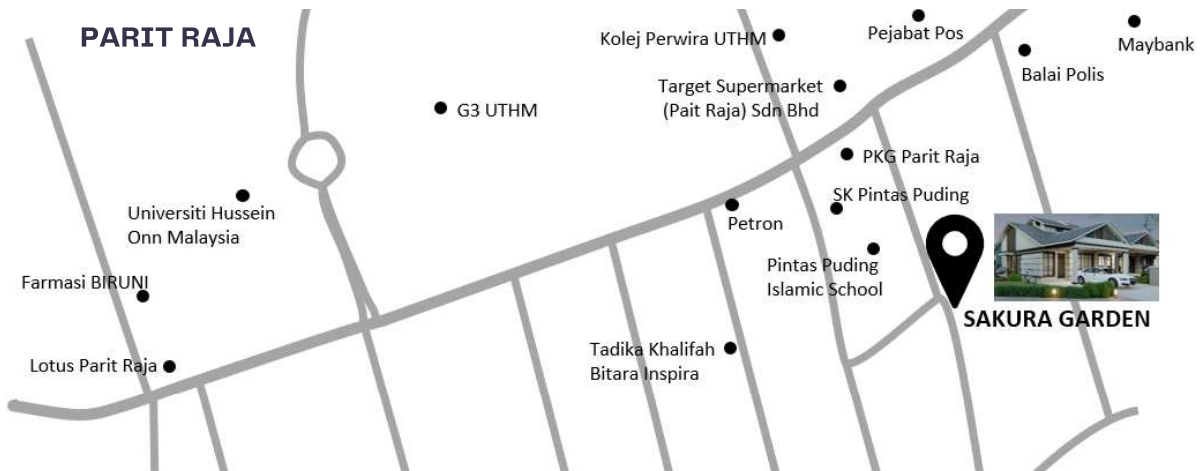 PARIT RAJA
Kolej Perwira UTHM
Pejabat Pos
Maybank
Balai Polis
Target Supermarket
(Pait Raja) Sdn Bhd
G3 UTHM
PKG Parit Raja
SK Pintas Puding
Universiti Hussein
Onn Malaysia
Petron
Pintas Puding
Islamic School
Farmasi BIRUNI
SAKURA GARDEN
Lotus Parit Raja
Tadika Khalifah
Bitara Inspira